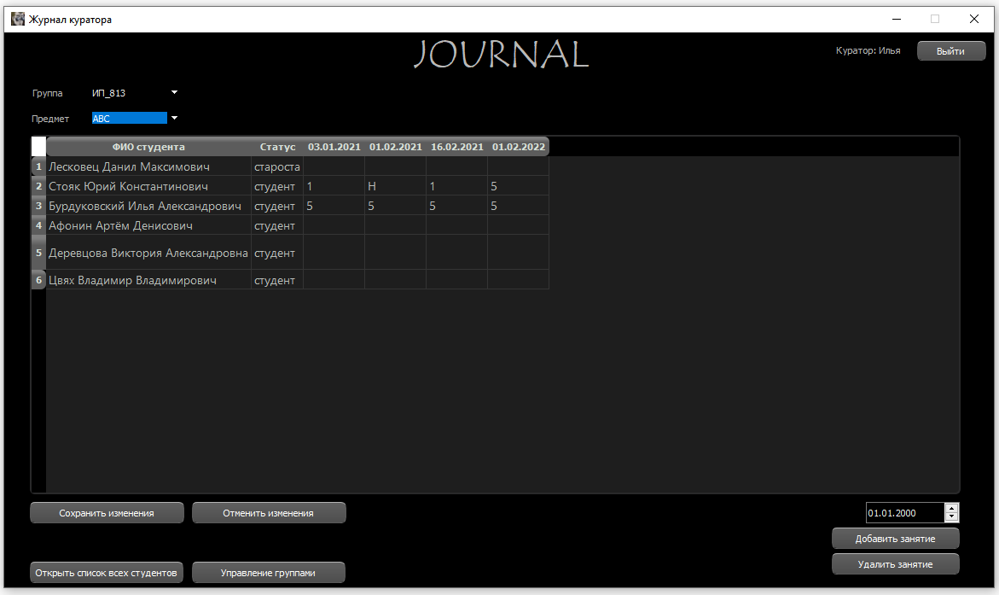 Журнал куратора
JOURNAL
Куратор: Илья
Выйти
Группа ИП_813
Предмет АВС
ФИО студента Статус 03.01.2021 01.02.2021 16.02.2021 01.02.2022
1 Лесковец Данил Максимович староста
2 Стояк Юрий Константинович студент 1 Н 1 5
3 Бурдуковский Илья Александрович студент 5 5 5 5
4 Афонин Артём Денисович студент
5 Деревцова Виктория Александровна студент
6 Цвях Владимир Владимирович студент
Сохранить изменения Отменить изменения 01.01.2000
Добавить занятие
Удалить занятие
Открыть список всех студентов Управление группами